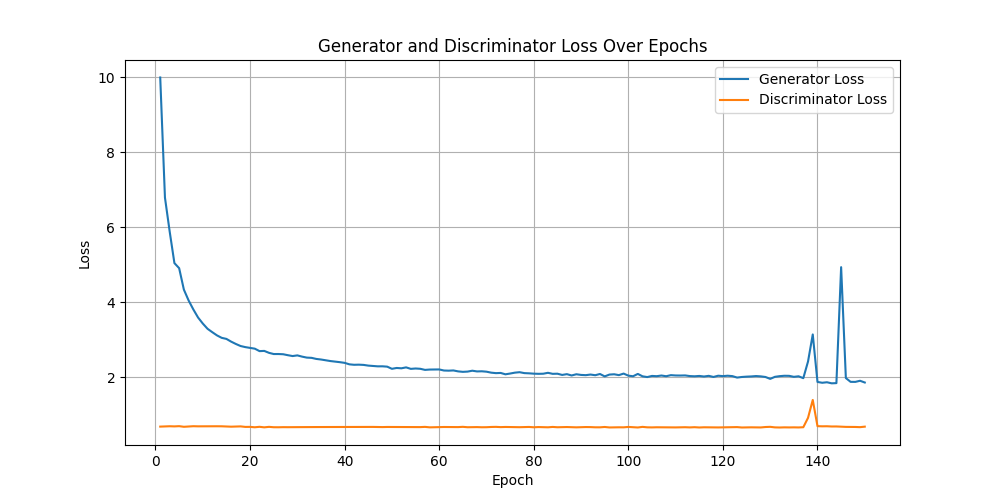 Generator and Discriminator Loss Over Epochs
Generator Loss
Discriminator Loss
Loss
10
8
6
4
2
0 20 40 60 80 100 120 140
Epoch